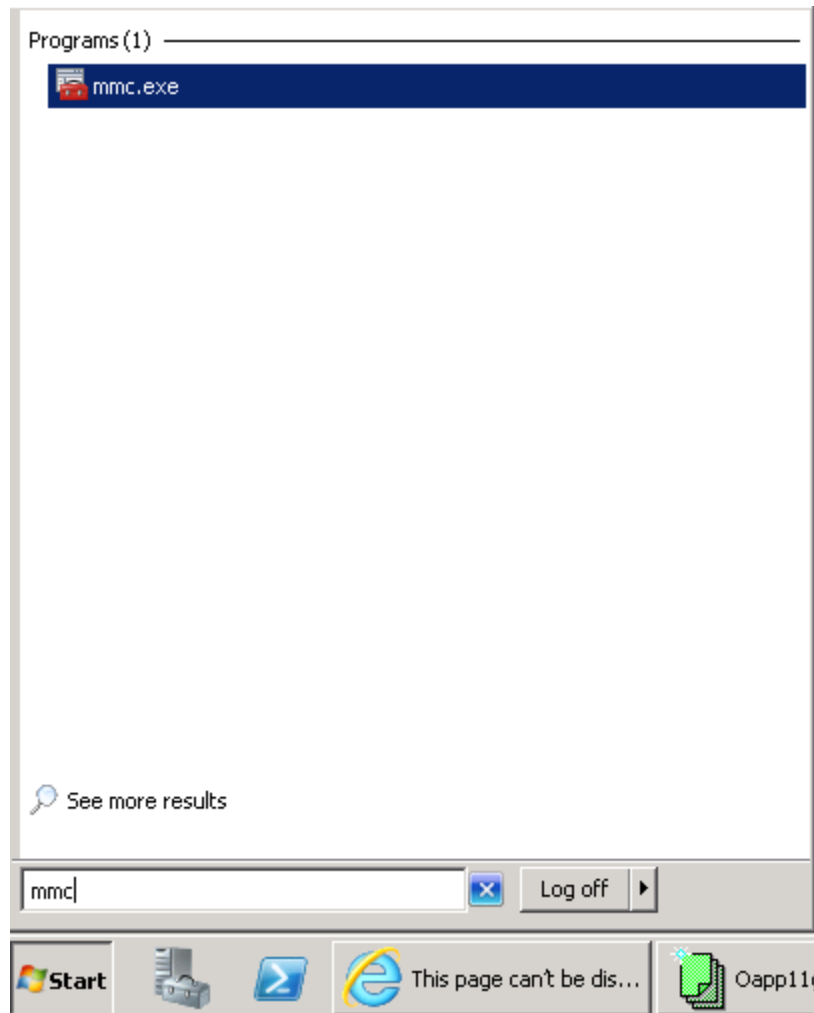 Programs (1)
mmc.exe
See more results
mmc
Log off
Start
This page can't be dis...
Oapp11